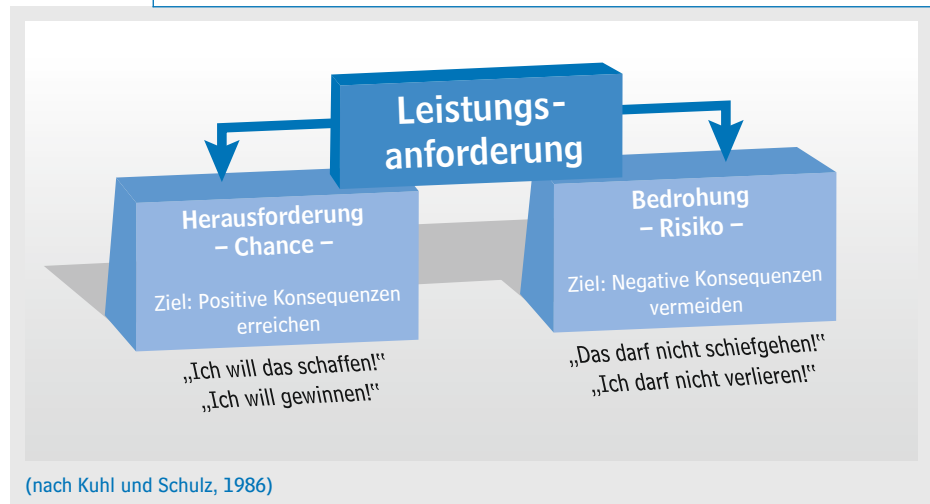 Leistungs-
anforderung
Herausforderung
– Chance –
Ziel: Positive Konsequenzen
erreichen
„Ich will das schaffen!“
„Ich will gewinnen!“
Bedrohung
– Risiko –
Ziel: Negative Konsequenzen
vermeiden
„Das darf nicht schiefgehen!“
„Ich darf nicht verlieren!“
(nach Kuhl und Schulz, 1986)